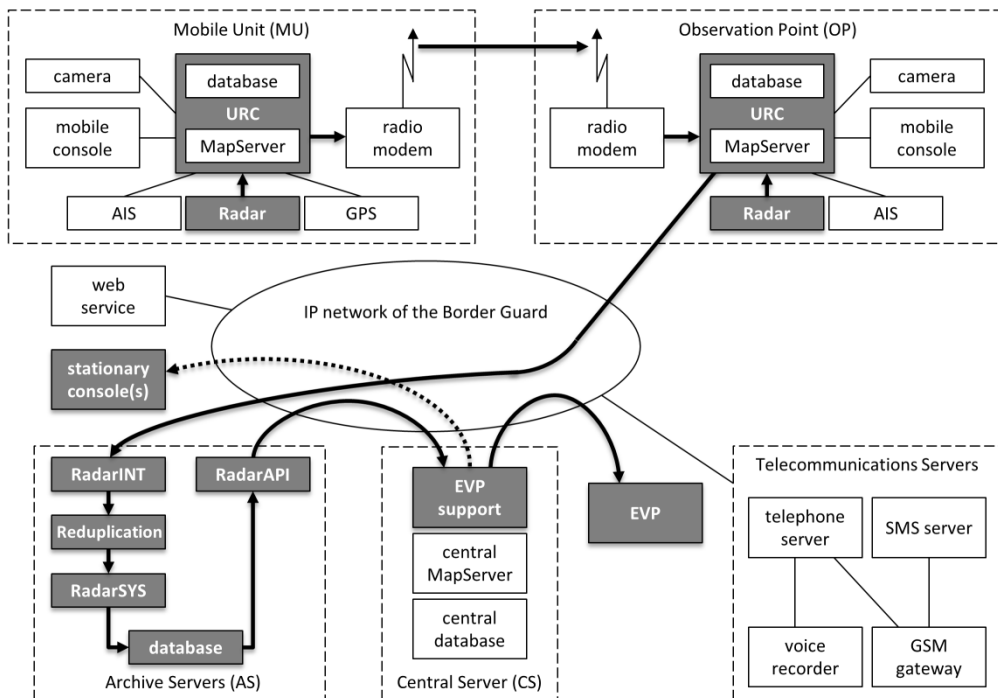 Mobile Unit (MU)
camera
mobile
console
database
URC
MapServer
radio
modem
AIS
Radar
GPS
Observation Point (OP)
radio
modem
database
URC
MapServer
camera
mobile
console
Radar
AIS
web
service
IP network of the Border Guard
stationary
console(s)
RadarINT
RadarAPI
Reduplication
RadarSYS
database
Archive Servers (AS)
EVP
support
central
MapServer
central
database
Central Server (CS)
EVP
Telecommunications Servers
telephone
server
SMS server
voice
recorder
GSM
gateway